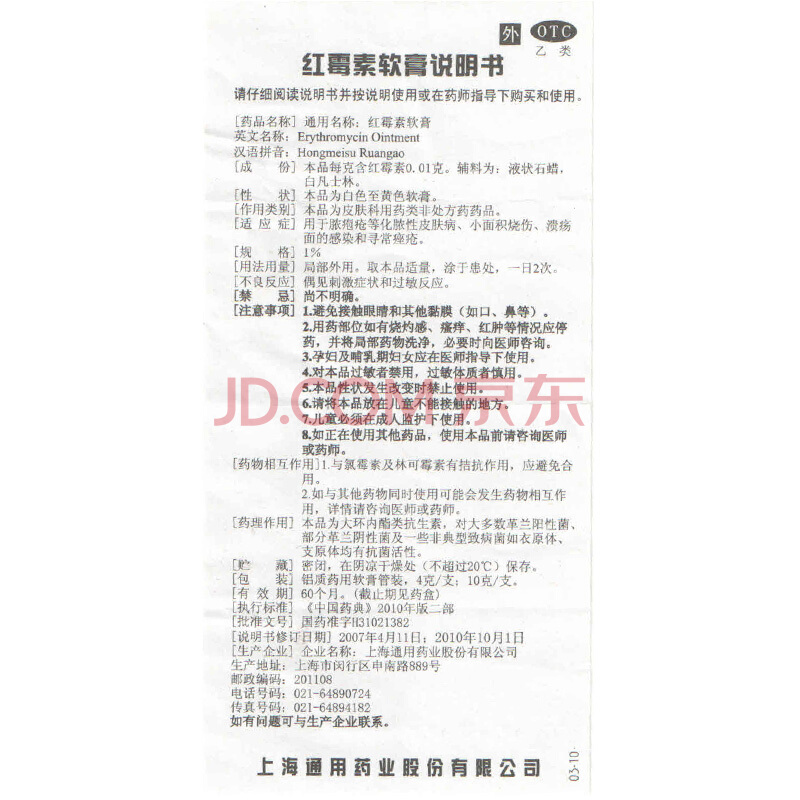 外 OTC
乙类
红霉素软膏说明书
请仔细阅读说明书并按说明使用或在药师指导下购买和使用。
[药品名称] 通用名称：红霉素软膏
英文名称：Erythromycin Ointment
汉语拼音：Hongmeisu Ruangao
[成　份] 本品每克含红霉素0.01克。辅料为：液状石蜡，
白凡士林。
[性　状] 本品为白色至黄色软膏。
[作用类别] 本品为皮肤科用药类非处方药药品。
[适 应 症] 用于脓疱疮等化脓性皮肤病、小面积烧伤、溃疡
面的感染和寻常痤疮。
[规　格] 1%
[用法用量] 局部外用。取本品适量，涂于患处，一日2次。
[不良反应] 偶见刺激症状和过敏反应。
[禁　忌] 尚不明确。
[注意事项] 1.避免接触眼睛和其他黏膜（如口、鼻等）。
2.用药部位如有烧灼感、瘙痒、红肿等情况应停
药，并将局部药物洗净，必要时向医师咨询。
3.孕妇及哺乳期妇女应在医师指导下使用。
4.对本品过敏者禁用，过敏体质者慎用。
5.本品性状发生改变时禁止使用。
6.请将本品放在儿童不能接触的地方。
JD.COM 京东
7.儿童必须在成人监护下使用。
8.如正在使用其他药品，使用本品前请咨询医师
或药师。
[药物相互作用]1.与氯霉素及林可霉素有拮抗作用，应避免合
用。
2.如与其他药物同时使用可能会发生药物相互作
用，详情请咨询医师或药师。
[药理作用] 本品为大环内酯类抗生素，对大多数革兰阳性菌、
部分革兰阴性菌及一些非典型致病菌如衣原体、
支原体均有抗菌活性。
[贮　藏] 密闭，在阴凉干燥处（不超过20℃）保存。
[包　装] 铝质药用软膏管装，4克/支；10克/支。
[有 效 期] 60个月。(截止期见药盒)
[执行标准] 《中国药典》2010年版二部
[批准文号] 国药准字H31021382
[说明书修订日期] 2007年4月11日；2010年10月1日
[生产企业] 企业名称：上海通用药业股份有限公司
生产地址：上海市闵行区申南路889号
邮政编码：201108
电话号码：021-64890724
传真号码：021-64894182
如有问题可与生产企业联系。
上海通用药业股份有限公司
03-10